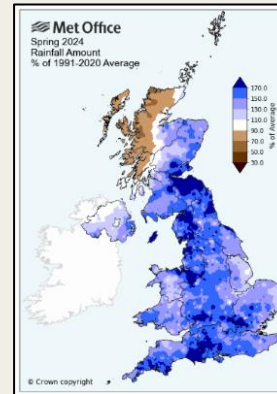 Met Office
Spring 2024
Rainfall Amount
% of 1991-2020 Average
170.0
150.0
130.0
110.0
90.0
70.0
50.0
30.0
% of Average
© Crown copyright